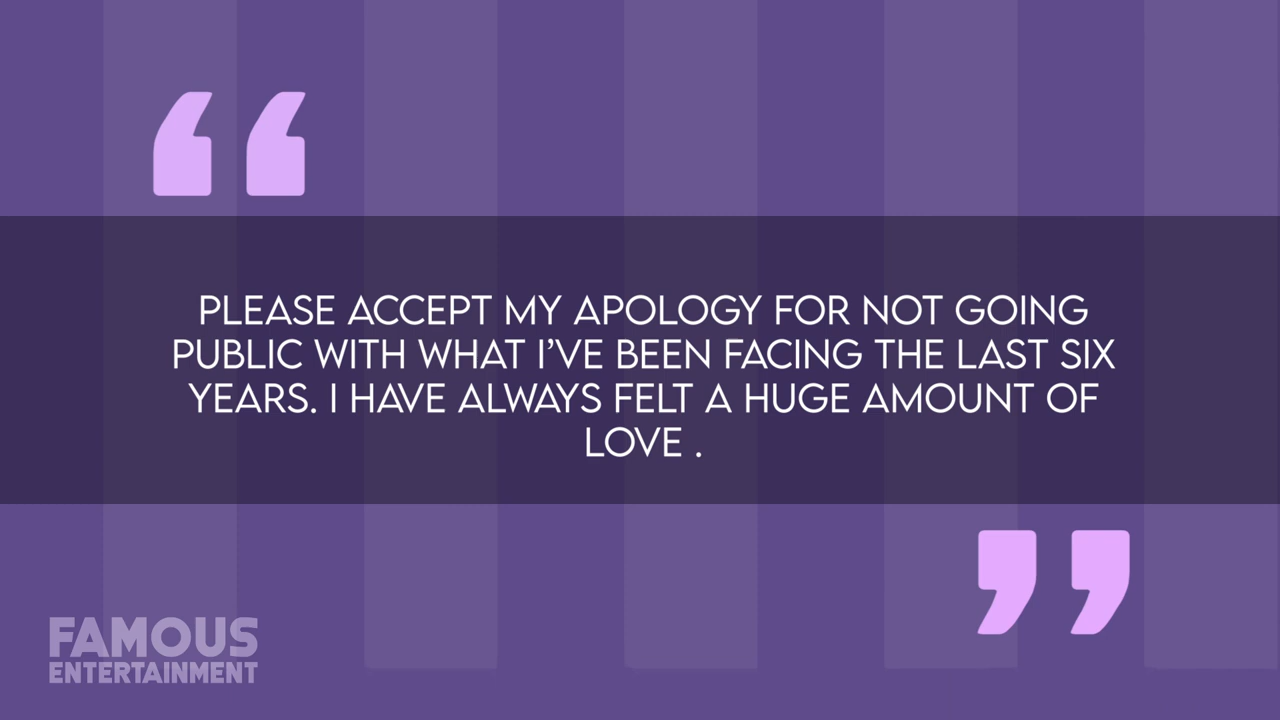 “
PLEASE ACCEPT MY APOLOGY FOR NOT GOING
PUBLIC WITH WHAT I’VE BEEN FACING THE LAST SIX
YEARS. I HAVE ALWAYS FELT A HUGE AMOUNT OF
LOVE .
”
FAMOUS
ENTERTAINMENT